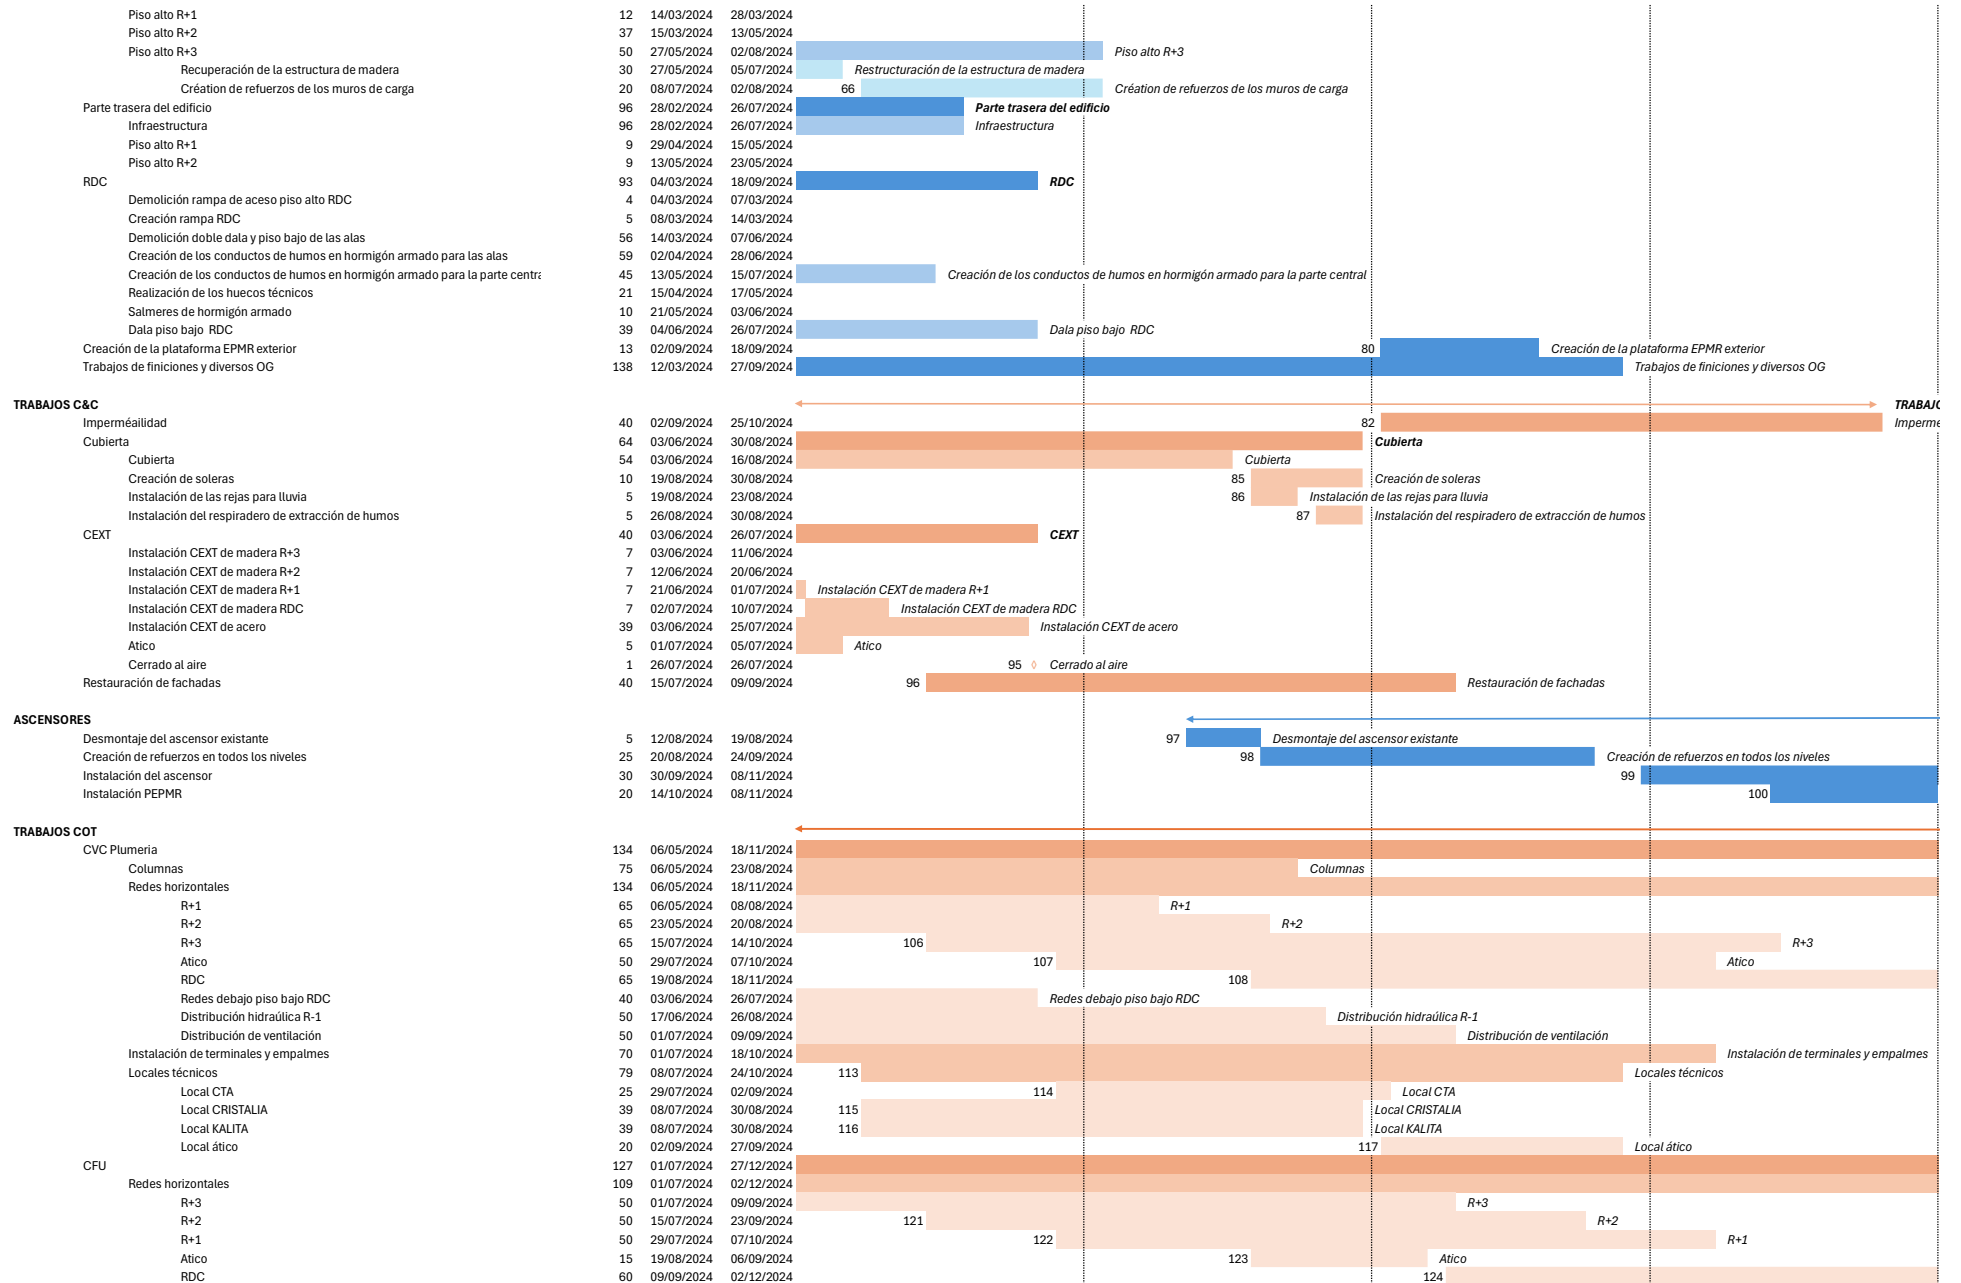 Piso alto R+1 12 14/03/2024 28/03/2024
Piso alto R+2 37 15/03/2024 13/05/2024
Piso alto R+3 50 27/05/2024 02/08/2024 Piso alto R+3
Recuperación de la estructura de madera 30 27/05/2024 05/07/2024 Restructuración de la estructura de madera
Création de refuerzos de los muros de carga 20 08/07/2024 02/08/2024 66 Création de refuerzos de los muros de carga
Parte trasera del edificio 96 28/02/2024 26/07/2024 Parte trasera del edificio
Infraestructura 96 28/02/2024 26/07/2024 Infraestructura
Piso alto R+1 9 29/04/2024 15/05/2024
Piso alto R+2 9 13/05/2024 23/05/2024
RDC 93 04/03/2024 18/09/2024 RDC
Demolición rampa de aceso piso alto RDC 4 04/03/2024 07/03/2024
Creación rampa RDC 5 08/03/2024 14/03/2024
Demolición doble dala y piso bajo de las alas 56 14/03/2024 07/06/2024
Creación de los conductos de humos en hormigón armado para las alas 59 02/04/2024 28/06/2024
Creación de los conductos de humos en hormigón armado para la parte centra 45 13/05/2024 15/07/2024 Creación de los conductos de humos en hormigón armado para la parte central
Realización de los huecos técnicos 21 15/04/2024 17/05/2024
Salmeres de hormigón armado 10 21/05/2024 03/06/2024
Dala piso bajo RDC 39 04/06/2024 26/07/2024 Dala piso bajo RDC
Creación de la plataforma EPMR exterior 13 02/09/2024 18/09/2024 80 Creación de la plataforma EPMR exterior
Trabajos de finiciones y diversos OG 138 12/03/2024 27/09/2024 Trabajos de finiciones y diversos OG
TRABAJOS C&C TRABAJO
Imperméailidad 40 02/09/2024 25/10/2024 82 Imperme
Cubierta 64 03/06/2024 30/08/2024 Cubierta
Cubierta 54 03/06/2024 16/08/2024 Cubierta
Creación de soleras 10 19/08/2024 30/08/2024 85 Creación de soleras
Instalación de las rejas para lluvia 5 19/08/2024 23/08/2024 86 Instalación de las rejas para lluvia
Instalación del respiradero de extracción de humos 5 26/08/2024 30/08/2024 87 Instalación del respiradero de extracción de humos
CEXT 40 03/06/2024 26/07/2024 CEXT
Instalación CEXT de madera R+3 7 03/06/2024 11/06/2024
Instalación CEXT de madera R+2 7 12/06/2024 20/06/2024
Instalación CEXT de madera R+1 7 21/06/2024 01/07/2024 Instalación CEXT de madera R+1
Instalación CEXT de madera RDC 7 02/07/2024 10/07/2024 Instalación CEXT de madera RDC
Instalación CEXT de acero 39 03/06/2024 25/07/2024 Instalación CEXT de acero
Atico 5 01/07/2024 05/07/2024 Atico
Cerrado al aire 1 26/07/2024 26/07/2024 95 Cerrado al aire
Restauración de fachadas 40 15/07/2024 09/09/2024 96 Restauración de fachadas
ASCENSORES
Desmontaje del ascensor existante 5 12/08/2024 19/08/2024 97 Desmontaje del ascensor existante
Creación de refuerzos en todos los niveles 25 20/08/2024 24/09/2024 98 Creación de refuerzos en todos los niveles
Instalación del ascensor 30 30/09/2024 08/11/2024 99
Instalación PEPMR 20 14/10/2024 08/11/2024 100
TRABAJOS COT
CVC Plumeria 134 06/05/2024 18/11/2024
Columnas 75 06/05/2024 23/08/2024 Columnas
Redes horizontales 134 06/05/2024 18/11/2024
R+1 65 06/05/2024 08/08/2024 R+1
R+2 65 23/05/2024 20/08/2024 R+2
R+3 65 15/07/2024 14/10/2024 106 R+3
Atico 50 29/07/2024 07/10/2024 107 Atico
RDC 65 19/08/2024 18/11/2024 108
Redes debajo piso bajo RDC 40 03/06/2024 26/07/2024 Redes debajo piso bajo RDC
Distribución hidraúlica R-1 50 17/06/2024 26/08/2024 Distribución hidraúlica R-1
Distribución de ventilación 50 01/07/2024 09/09/2024 Distribución de ventilación
Instalación de terminales y empalmes 70 01/07/2024 18/10/2024 Instalación de terminales y empalmes
Locales técnicos 79 08/07/2024 24/10/2024 113 Locales técnicos
Local CTA 25 29/07/2024 02/09/2024 114 Local CTA
Local CRISTALIA 39 08/07/2024 30/08/2024 115 Local CRISTALIA
Local KALITA 39 08/07/2024 30/08/2024 116 Local KALITA
Local ático 20 02/09/2024 27/09/2024 117 Local ático
CFU 127 01/07/2024 27/12/2024
Redes horizontales 109 01/07/2024 02/12/2024
R+3 50 01/07/2024 09/09/2024 R+3
R+2 50 15/07/2024 23/09/2024 121 R+2
R+1 50 29/07/2024 07/10/2024 122 R+1
Atico 15 19/08/2024 06/09/2024 123 Atico
RDC 60 09/09/2024 02/12/2024 124